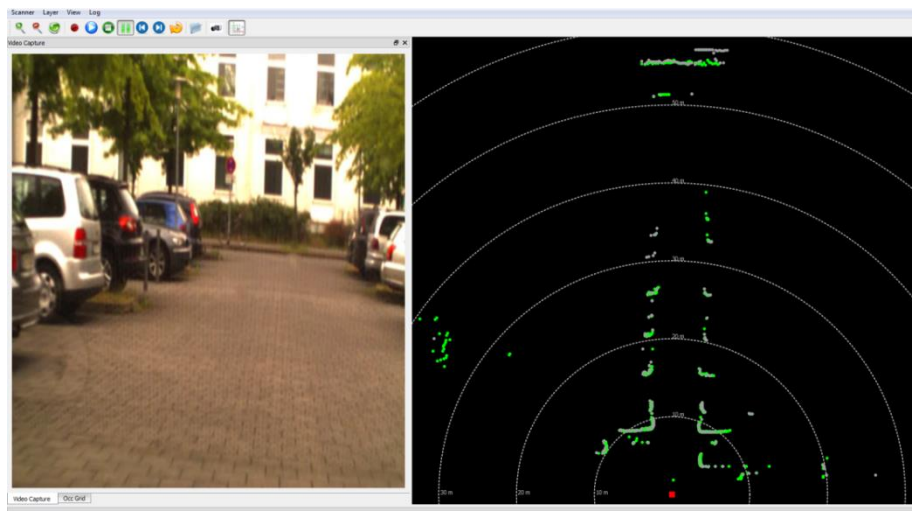 Scanner Layer View Log
Video Capture
50 m
40 m
30 m
20 m
10 m
30 m
20 m
10 m
Video Capture Occ Grid